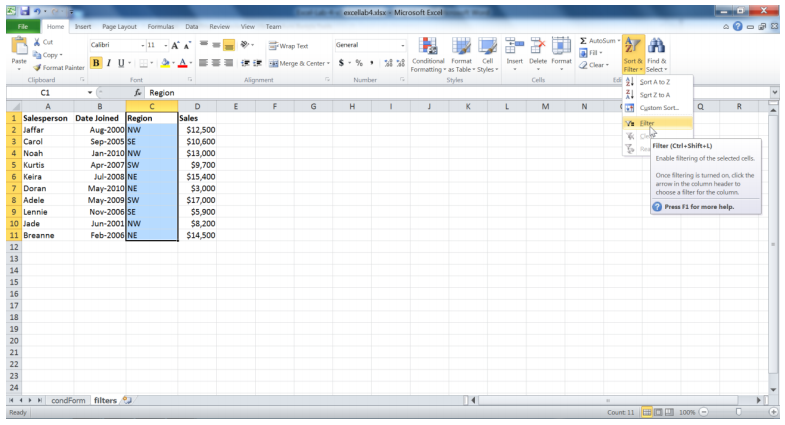 excellab4.xlsx - Microsoft Excel
File Home Insert Page Layout Formulas Data Review View Team
Paste Cut Copy Format Painter
Calibri 11 A A
B I U A
Wrap Text
Merge & Center
General
$ % ,
Conditional Formatting Format as Table Cell Styles
Insert Delete Format
Σ AutoSum
Fill
Clear
Sort & Filter Find & Select
Clipboard Font Alignment Number Styles Cells
C1 fx Region
A B C D E F G H I J K L M N Q R
1 Salesperson Date Joined Region Sales
2 Jaffar Aug-2000 NW $12,500
3 Carol Sep-2005 SE $10,600
4 Noah Jan-2010 NW $13,000
5 Kurtis Apr-2007 SW $9,700
6 Keira Jul-2008 NE $15,400
7 Doran May-2010 NE $3,000
8 Adele May-2009 SW $17,000
9 Lennie Nov-2006 SE $5,900
10 Jade Jun-2001 NW $8,200
11 Breanne Feb-2006 NE $14,500
12
13
14
15
16
17
18
19
20
21
22
23
24
Sort A to Z
Sort Z to A
Custom Sort...
Filter
Filter (Ctrl+Shift+L)
Enable filtering of the selected cells.
Once filtering is turned on, click the
arrow in the column header to
choose a filter for the column.
Press F1 for more help.
condForm filters
Ready Count: 11 100%